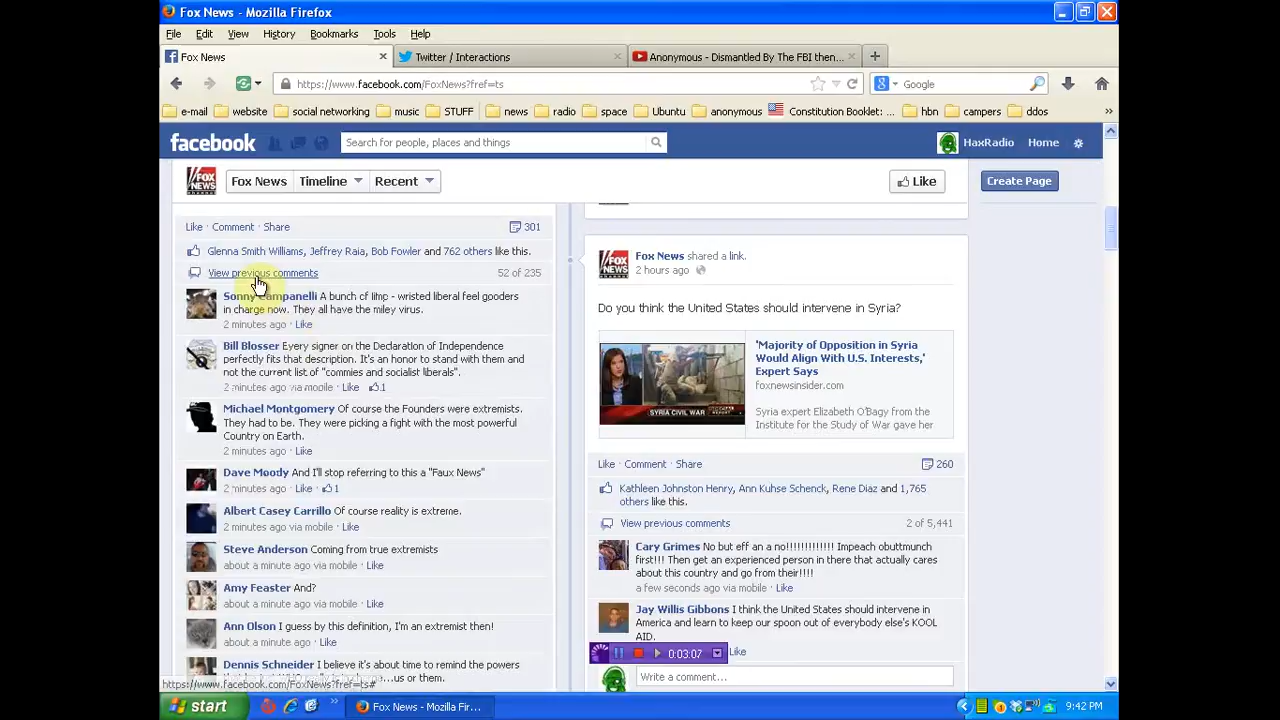 Fox News - Mozilla Firefox
File Edit View History Bookmarks Tools Help
Fox News
Twitter / Interactions
Anonymous - Dismantled By The FBI then...
https://www.facebook.com/FoxNews?fref=ts
Google
e-mail website social networking music STUFF news radio space Ubuntu anonymous Constitution Booklet: ... hbn campers ddos
facebook
Search for people, places and things
HaxRadio Home
FOX NEWS
Fox News
Timeline
Recent
Like
Create Page
Like · Comment · Share
301
Glenna Smith Williams, Jeffrey Raia, Bob Fowler and 762 others like this.
View previous comments
52 of 235
Sonny Campanelli A bunch of limp - wristed liberal feel gooders
in charge now. They all have the miley virus.
2 minutes ago · Like
Bill Blosser Every signer on the Declaration of Independence
perfectly fits that description. It's an honor to stand with them and
not the current list of "commies and socialist liberals".
2 minutes ago via mobile · Like · 1
Michael Montgomery Of course the Founders were extremists.
They had to be. They were picking a fight with the most powerful
Country on Earth.
2 minutes ago · Like
Dave Moody And I'll stop referring to this a "Faux News"
2 minutes ago · Like · 1
Albert Casey Carrillo Of course reality is extreme.
2 minutes ago via mobile · Like
Steve Anderson Coming from true extremists
about a minute ago via mobile · Like
Amy Feaster And?
about a minute ago via mobile · Like
Ann Olson I guess by this definition, I'm an extremist then!
about a minute ago · Like
Dennis Schneider I believe it's about time to remind the powers
...us or them.
https://www.facebook.com/FoxNews?fref=ts#
FOX NEWS
Fox News shared a link.
2 hours ago
Do you think the United States should intervene in Syria?
SYRIA CIVIL WAR
'Majority of Opposition in Syria
Would Align With U.S. Interests,'
Expert Says
foxnewsinsider.com
Syria expert Elizabeth O'Bagy from the
Institute for the Study of War gave her
Like · Comment · Share
260
Kathleen Johnston Henry, Ann Kuhse Schenck, Rene Diaz and 1,765
others like this.
View previous comments
2 of 5,441
Cary Grimes No but eff an a no!!!!!!!!!!!!! Impeach obuttmunch
first!!! Then get an experienced person in there that actually cares
about this country and go from their!!!!
a few seconds ago via mobile · Like
Jay Willis Gibbons I think the United States should intervene in
America and learn to keep our spoon out of everybody else's KOOL
AID.
Like
0:03:07
Write a comment...
start
Fox News - Mozilla Fir...
9:42 PM